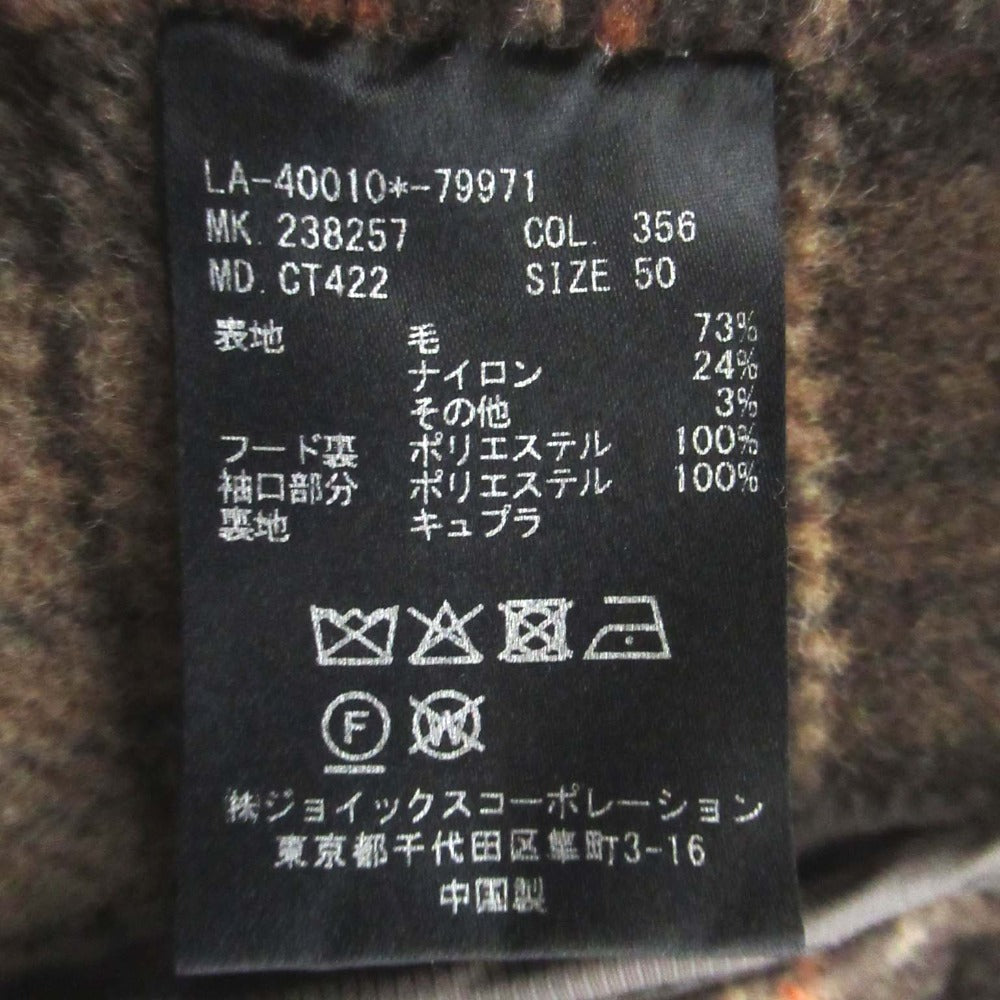 LA-40010*-79971
MK. 238257 COL. 356
MD. CT422 SIZE 50
表地 毛 73%
ナイロン 24%
その他 3%
フード裏 ポリエステル 100%
袖口部分 ポリエステル 100%
裏地 キュプラ
F
W
㈱ジョイックスコーポレーション
東京都千代田区隼町3-16
中国製